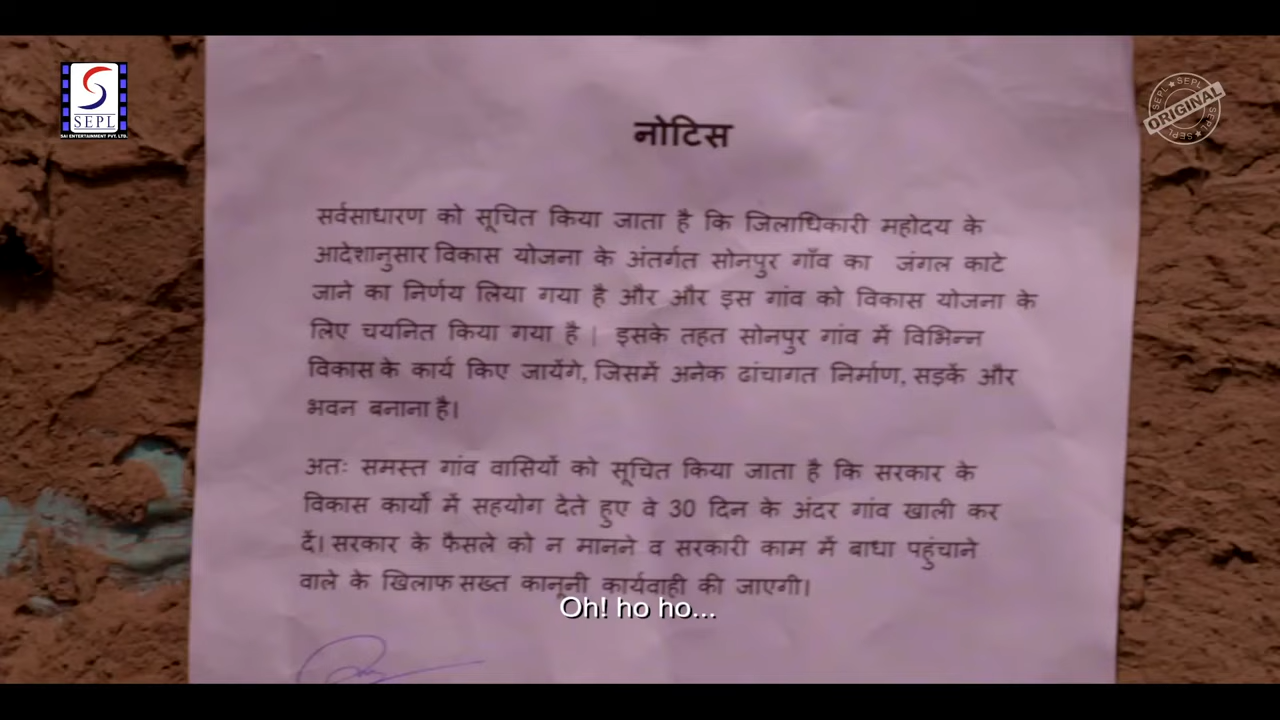 SEPL
SAI ENTERTAINMENT PVT. LTD.
SEPL ★ SEPL
ORIGINAL
SEPL ★ SEPL
नोटिस
सर्वसाधारण को सूचित किया जाता है कि जिलाधिकारी महोदय के
आदेशानुसार विकास योजना के अंतर्गत सोनपुर गाँव का जंगल काटे
जाने का निर्णय लिया गया है और और इस गांव को विकास योजना के
लिए चयनित किया गया है | इसके तहत सोनपुर गांव में विभिन्न
विकास के कार्य किए जायेंगे, जिसमें अनेक ढांचागत निर्माण, सड़कें और
भवन बनाना है।
अतः समस्त गांव वासियों को सूचित किया जाता है कि सरकार के
विकास कार्यों में सहयोग देते हुए वे 30 दिन के अंदर गांव खाली कर
दें। सरकार के फैसले को न मानने व सरकारी काम में बाधा पहुंचाने
वाले के खिलाफ सख्त कानूनी कार्यवाही की जाएगी।
Oh! ho ho...